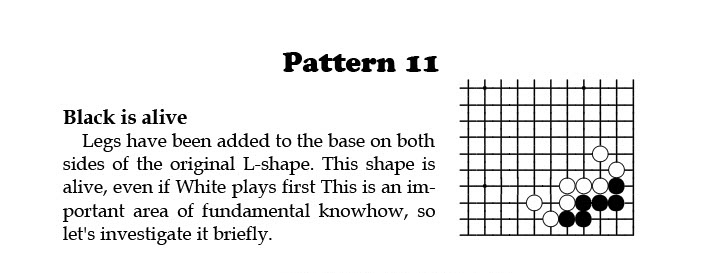 Pattern 11
Black is alive
Legs have been added to the base on both
sides of the original L-shape. This shape is
alive, even if White plays first This is an im-
portant area of fundamental knowhow, so
let's investigate it briefly.